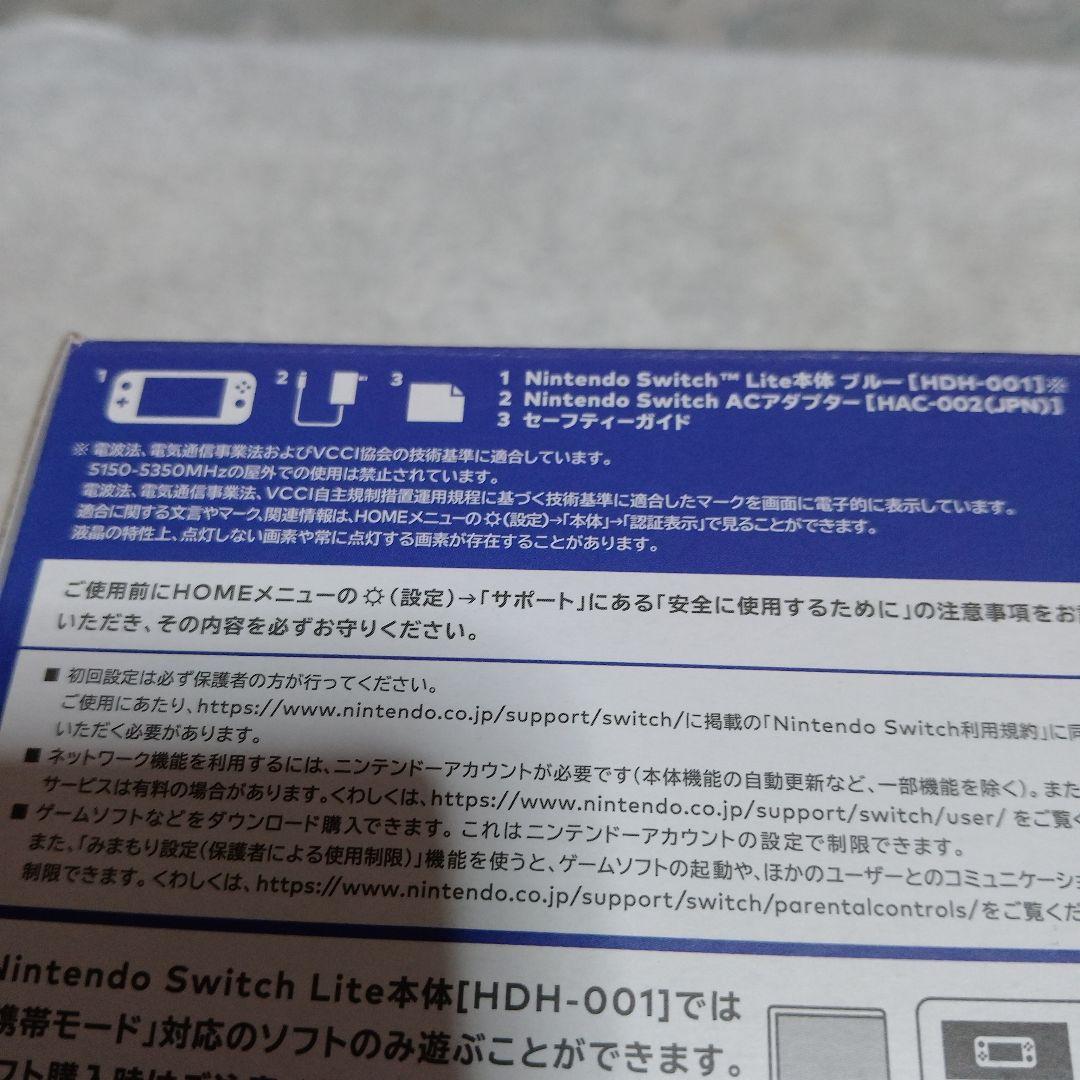 1 2 3
1 Nintendo Switch™ Lite本体 ブルー [HDH-001]※
2 Nintendo Switch ACアダプター [HAC-002(JPN)]
3 セーフティーガイド
※ 電波法、電気通信事業法およびVCCI協会の技術基準に適合しています。
5150-5350MHzの屋外での使用は禁止されています。
電波法、電気通信事業法、VCCI自主規制措置運用規程に基づく技術基準に適合したマークを画面に電子的に表示しています。
適合に関する文言やマーク、関連情報は、HOMEメニューの(設定)→「本体」→「認証表示」で見ることができます。
液晶の特性上、点灯しない画素や常に点灯する画素が存在することがあります。
ご使用前にHOMEメニューの(設定)→「サポート」にある「安全に使用するために」の注意事項をお
いただき、その内容を必ずお守りください。
■ 初回設定は必ず保護者の方が行ってください。
ご使用にあたり、https://www.nintendo.co.jp/support/switch/に掲載の「Nintendo Switch利用規約」に同
いただく必要があります。
■ ネットワーク機能を利用するには、ニンテンドーアカウントが必要です(本体機能の自動更新など、一部機能を除く)。また
サービスは有料の場合があります。くわしくは、https://www.nintendo.co.jp/support/switch/user/ をご覧く
■ ゲームソフトなどをダウンロード購入できます。これはニンテンドーアカウントの設定で制限できます。
また、「みまもり設定(保護者による使用制限)」機能を使うと、ゲームソフトの起動や、ほかのユーザーとのコミュニケーショ
制限できます。くわしくは、https://www.nintendo.co.jp/support/switch/parentalcontrols/をご覧くだ
Nintendo Switch Lite本体[HDH-001]では
携帯モード」対応のソフトのみ遊ぶことができます。